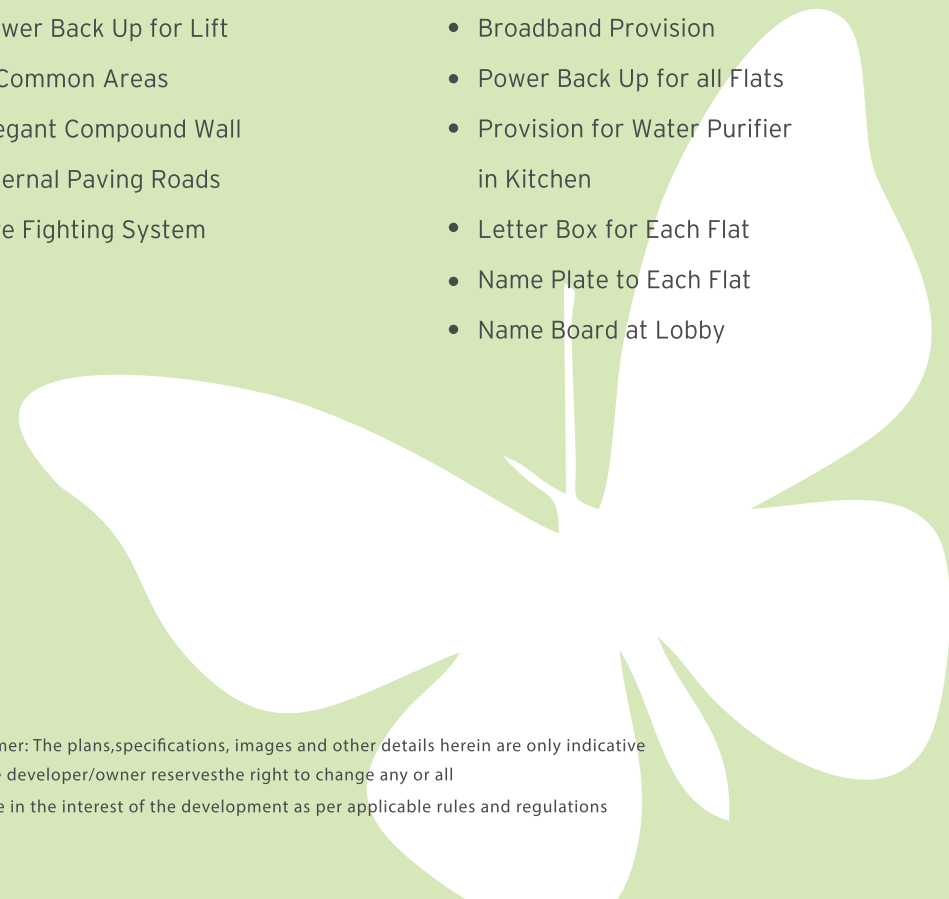 wer Back Up for Lift
Common Areas
egant Compound Wall
ernal Paving Roads
e Fighting System
• Broadband Provision
• Power Back Up for all Flats
• Provision for Water Purifier
in Kitchen
• Letter Box for Each Flat
• Name Plate to Each Flat
• Name Board at Lobby
mer: The plans,specifications, images and other details herein are only indicative
e developer/owner reservesthe right to change any or all
e in the interest of the development as per applicable rules and regulations